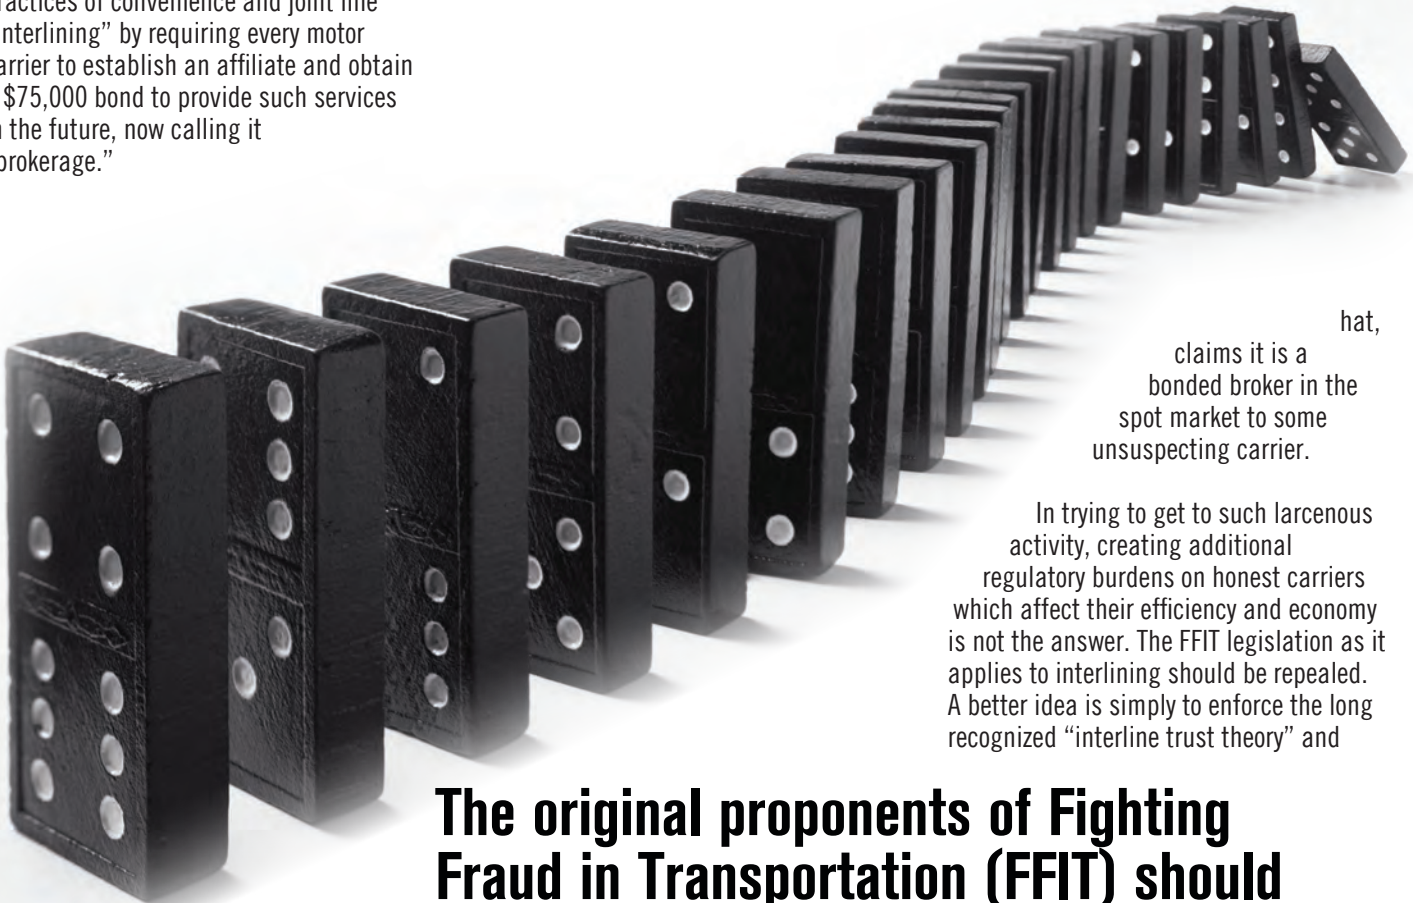 practices of convenience and joint line
interlining” by requiring every motor
carrier to establish an affiliate and obtain
$75,000 bond to provide such services
in the future, now calling it
brokerage.”
hat,
claims it is a
bonded broker in the
spot market to some
unsuspecting carrier.
In trying to get to such larcenous
activity, creating additional
regulatory burdens on honest carriers
which affect their efficiency and economy
is not the answer. The FFIT legislation as it
applies to interlining should be repealed.
A better idea is simply to enforce the long
recognized “interline trust theory” and
The original proponents of Fighting
Fraud in Transportation (FFIT) should